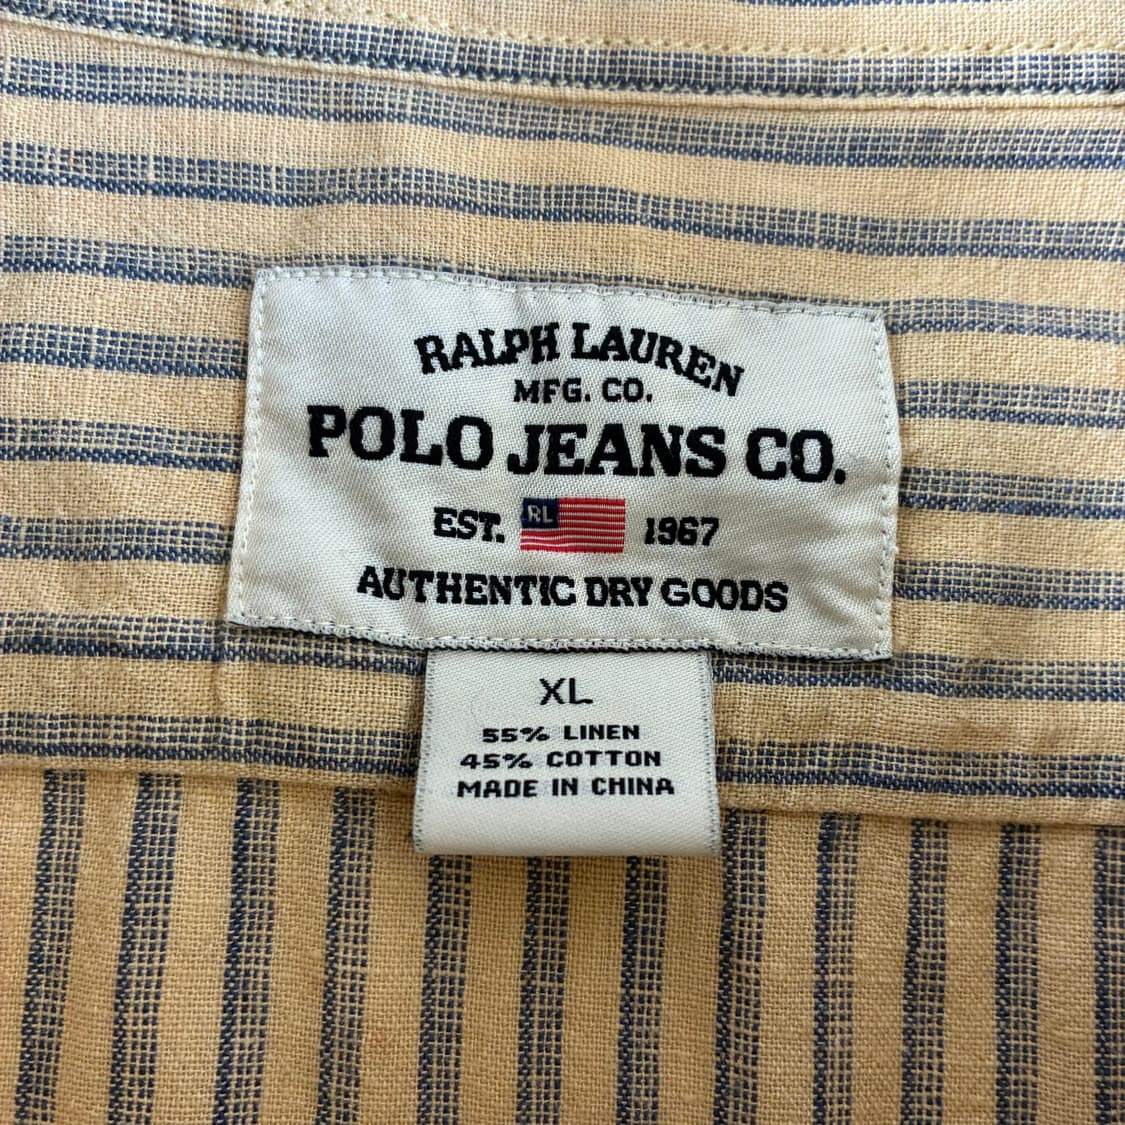 RALPH LAUREN
MFG. CO.
POLO JEANS CO.
EST. RL 1967
AUTHENTIC DRY GOODS
XL
55% LINEN
45% COTTON
MADE IN CHINA